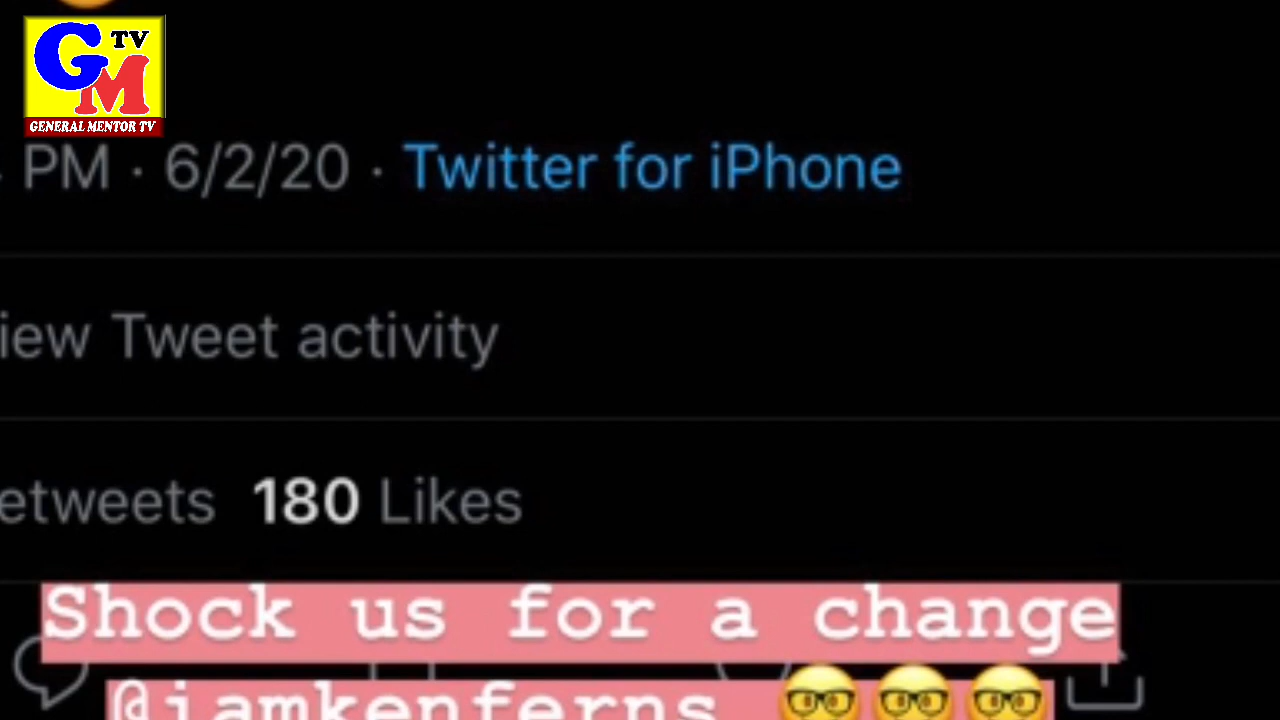 TV
GM
GENERAL MENTOR TV
PM · 6/2/20 · Twitter for iPhone
iew Tweet activity
etweets 180 Likes
Shock us for a change
@iamkenferns 🤓🤓🤓